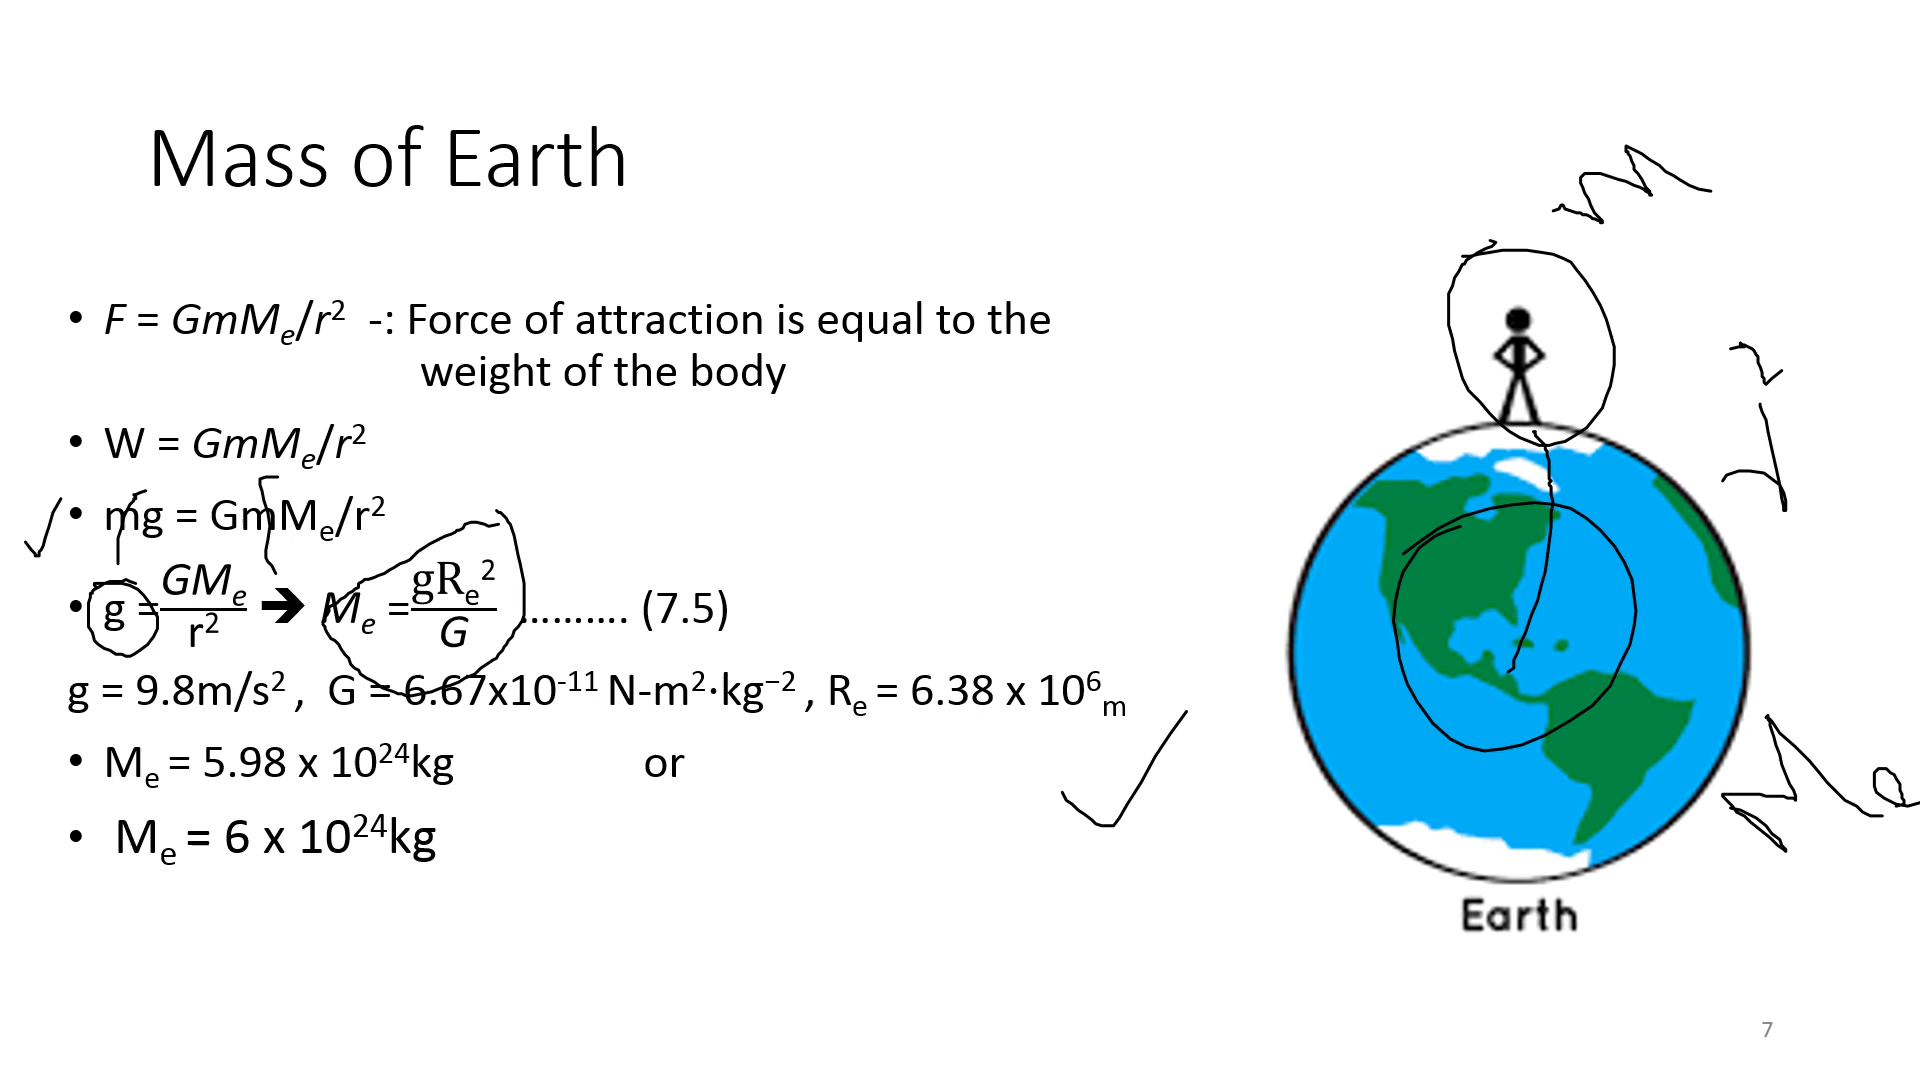 Mass of Earth
• F = GmMₑ/r² -: Force of attraction is equal to the
weight of the body
• W = GmMₑ/r²
• mg = GmMₑ/r²
• g = GMₑ/r² ➔ Mₑ = gRₑ²/G .......... (7.5)
g = 9.8m/s² , G = 6.67x10⁻¹¹ N-m²·kg⁻² , Rₑ = 6.38 x 10⁶ₘ
• Mₑ = 5.98 x 10²⁴kg or
• Mₑ = 6 x 10²⁴kg
m
Me
Earth
7